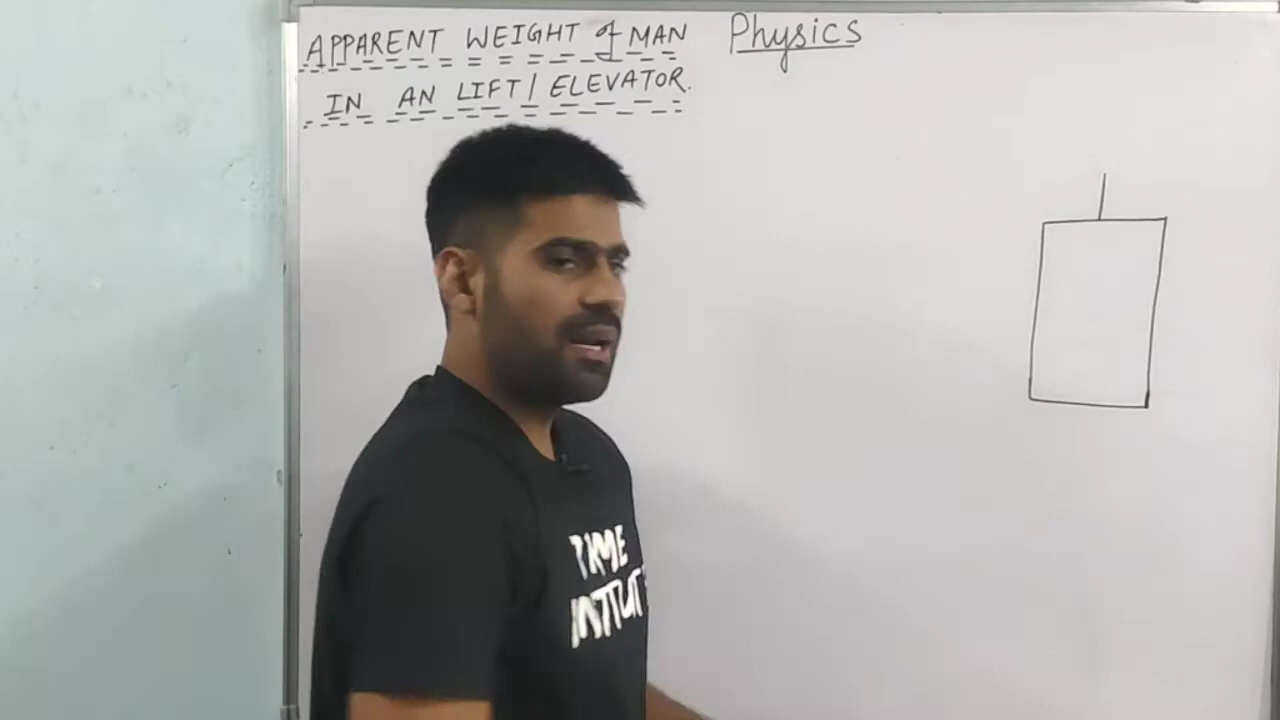 APPARENT WEIGHT of MAN
IN AN LIFT/ELEVATOR.
Physics